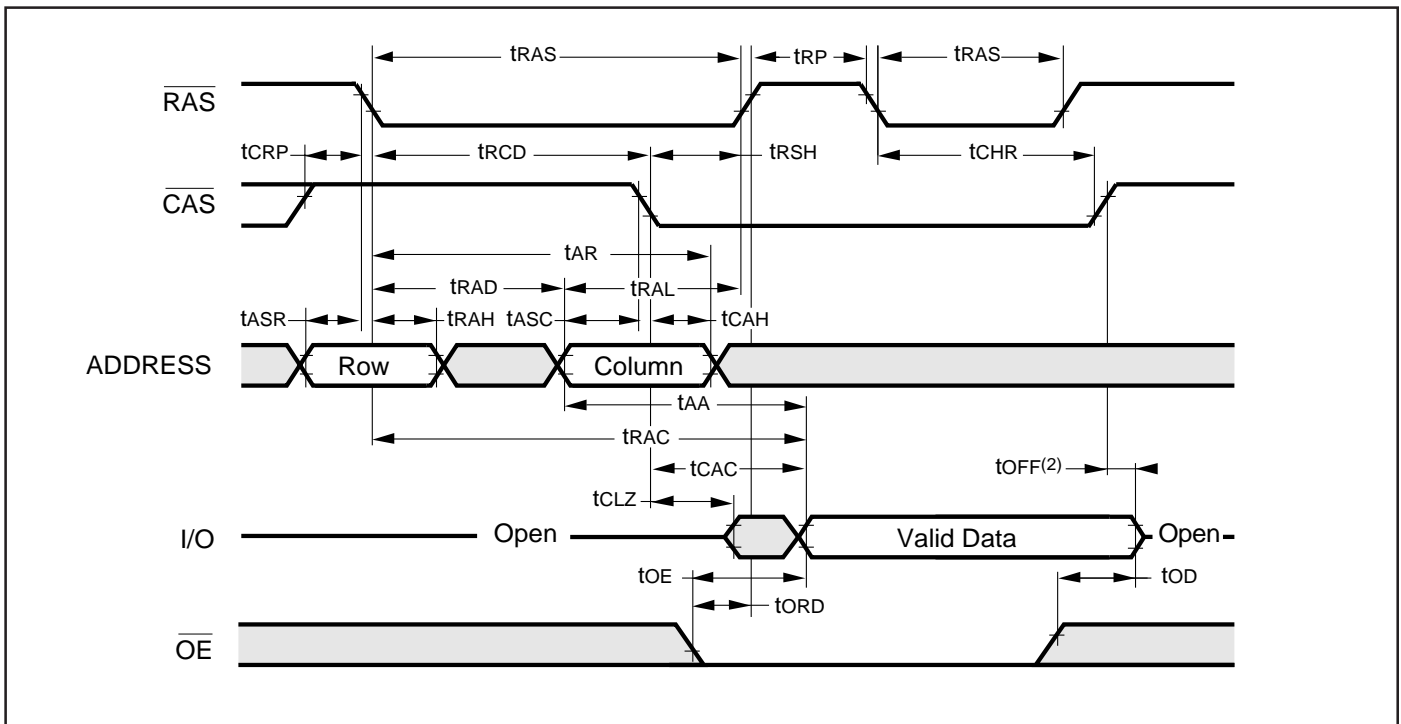 tRAS tRP tRAS
RAS
tCRP tRCD tRSH tCHR
CAS
tAR
tRAD tRAL
tASR tRAH tASC tCAH
ADDRESS Row Column
tAA
tRAC
tCAC tOFF(2)
tCLZ
I/O Open Valid Data Open
tOE tOD
tORD
OE